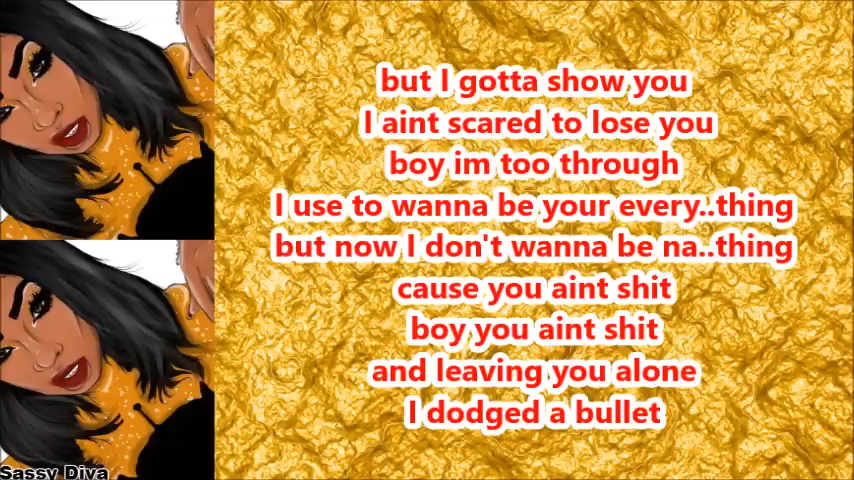 but I gotta show you
I aint scared to lose you
boy im too through
I use to wanna be your every..thing
but now I don't wanna be na..thing
cause you aint shit
boy you aint shit
and leaving you alone
I dodged a bullet
Sassy Diva